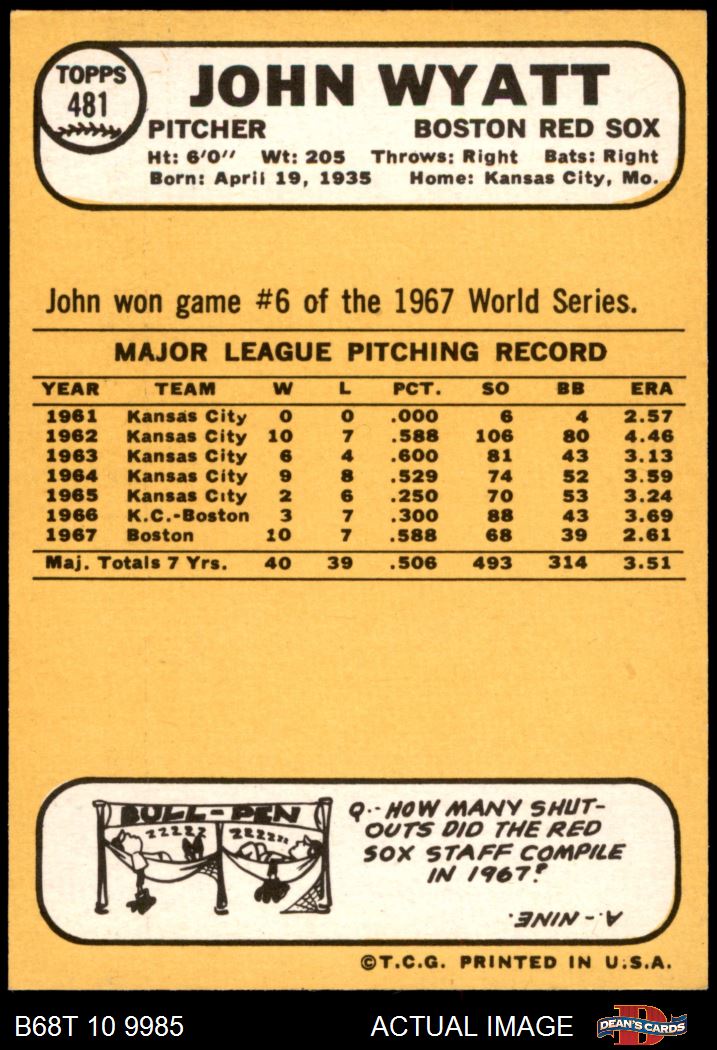 TOPPS
481
JOHN WYATT
PITCHER BOSTON RED SOX
Ht: 6'0" Wt: 205 Throws: Right Bats: Right
Born: April 19, 1935 Home: Kansas City, Mo.
John won game #6 of the 1967 World Series.
MAJOR LEAGUE PITCHING RECORD
YEAR TEAM W L PCT. SO BB ERA
1961 Kansas City 0 0 .000 6 4 2.57
1962 Kansas City 10 7 .588 106 80 4.46
1963 Kansas City 6 4 .600 81 43 3.13
1964 Kansas City 9 8 .529 74 52 3.59
1965 Kansas City 2 6 .250 70 53 3.24
1966 K.C.-Boston 3 7 .300 88 43 3.69
1967 Boston 10 7 .588 68 39 2.61
Maj. Totals 7 Yrs. 40 39 .506 493 314 3.51
BULL-PEN
ZZZZZ ZZZZZ
Q.-HOW MANY SHUT-
OUTS DID THE RED
SOX STAFF COMPILE
IN 1967?
A.-NINE.
©T.C.G. PRINTED IN U.S.A.
B68T 10 9985 ACTUAL IMAGE
D
DEAN'S CARDS